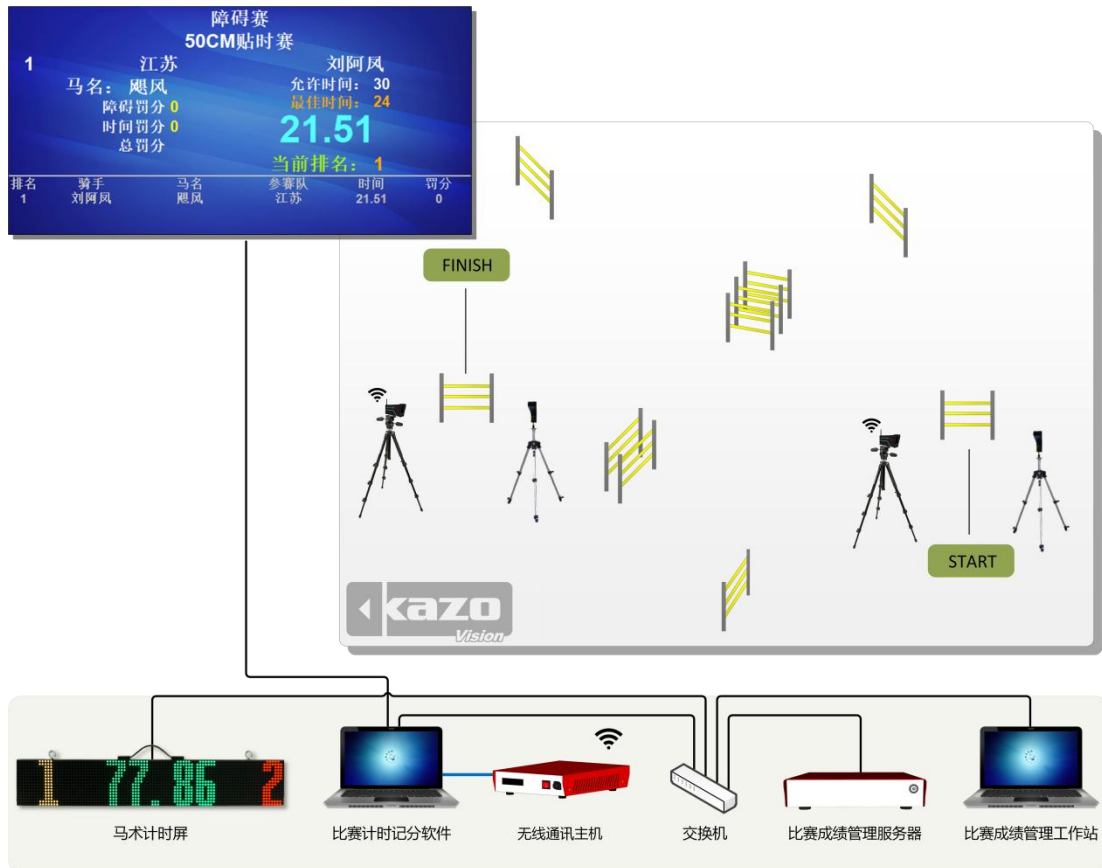 障碍赛
50CM贴时赛
1 江苏 刘阿凤
马名： 飓风 允许时间： 30
障碍罚分 0 最佳时间： 24
时间罚分 0 21.51
总罚分
当前排名： 1
排名 骑手 马名 参赛队 时间 罚分
1 刘阿凤 飓风 江苏 21.51 0
FINISH
START
kazo
Vision
1 77.86 2
马术计时屏 比赛计时记分软件 无线通讯主机 交换机 比赛成绩管理服务器 比赛成绩管理工作站